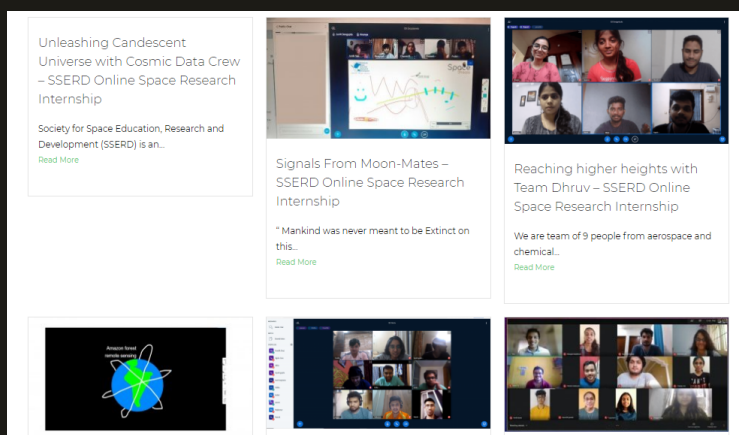 Unleashing Candescent
Universe with Cosmic Data Crew
– SSERD Online Space Research
Internship
Society for Space Education, Research and
Development (SSERD) is an...
Read More
Signals From Moon-Mates –
SSERD Online Space Research
Internship
“ Mankind was never meant to be Extinct on
this...
Read More
Reaching higher heights with
Team Dhruv – SSERD Online
Space Research Internship
We are team of 9 people from aerospace and
chemical...
Read More
Amazon forest
remote sensing